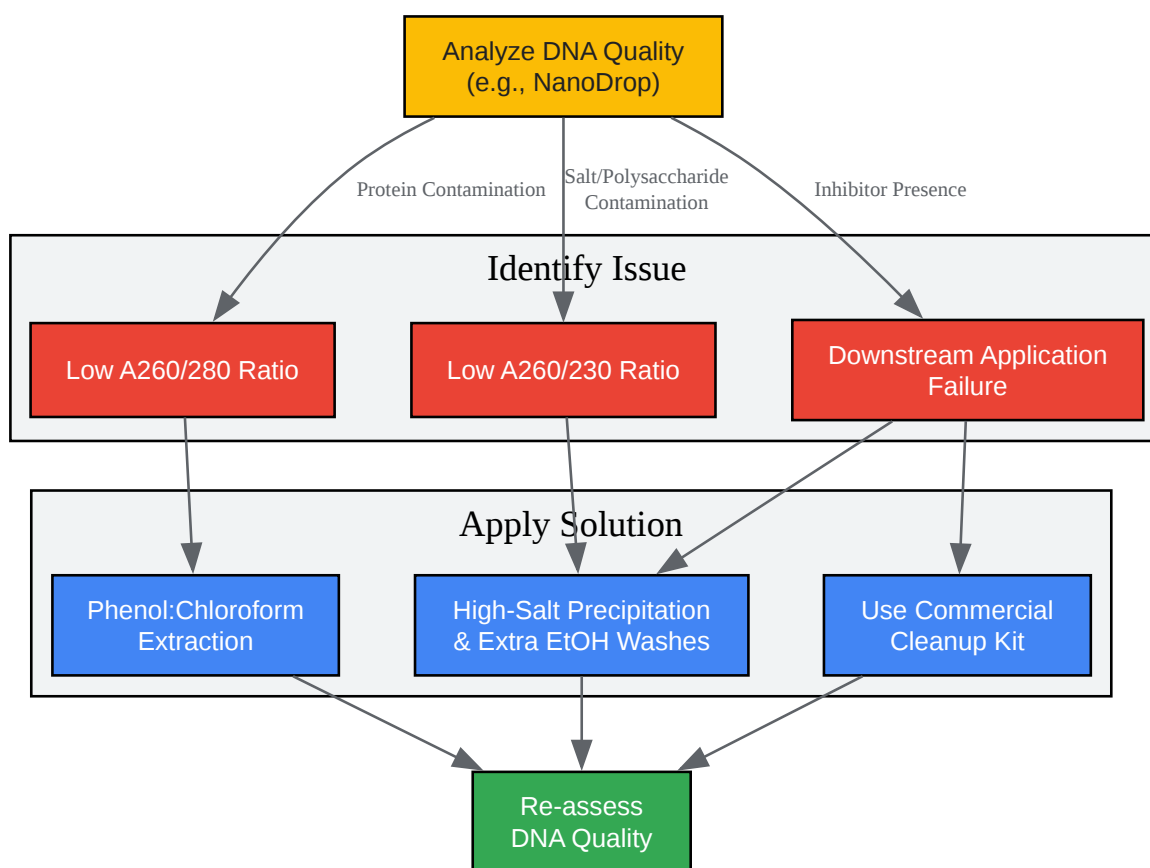 Analyze DNA Quality
(e.g., NanoDrop)
Protein Contamination
Salt/Polysaccharide
Contamination
Inhibitor Presence
Identify Issue
Low A260/280 Ratio
Low A260/230 Ratio
Downstream Application
Failure
Apply Solution
Phenol:Chloroform
Extraction
High-Salt Precipitation
& Extra EtOH Washes
Use Commercial
Cleanup Kit
Re-assess
DNA Quality